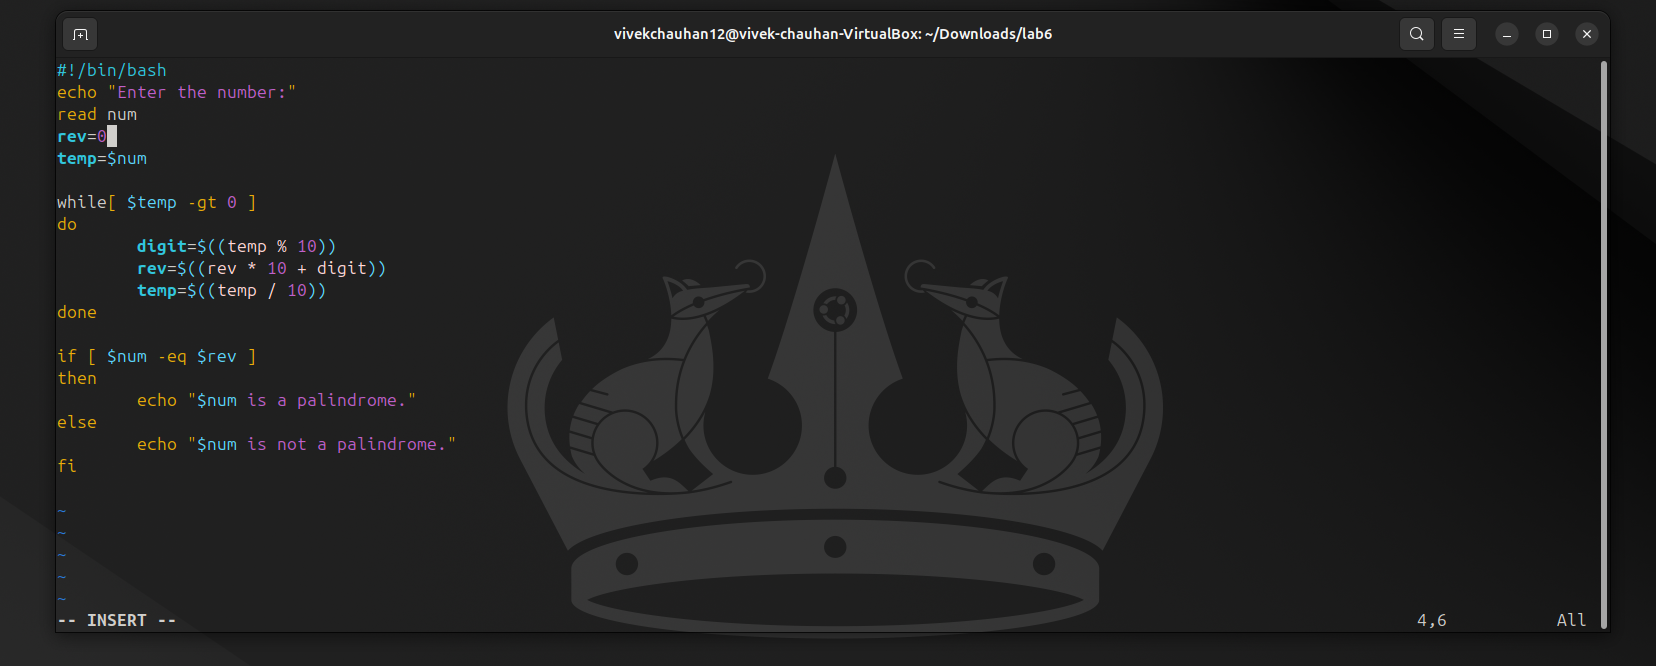 vivekchauhan12@vivek-chauhan-VirtualBox: ~/Downloads/lab6
#!/bin/bash
echo "Enter the number:"
read num
rev=0
temp=$num
while[ $temp -gt 0 ]
do
        digit=$((temp % 10))
        rev=$((rev * 10 + digit))
        temp=$((temp / 10))
done
if [ $num -eq $rev ]
then
        echo "$num is a palindrome."
else
        echo "$num is not a palindrome."
fi
~
~
~
~
~
-- INSERT -- 4,6 All